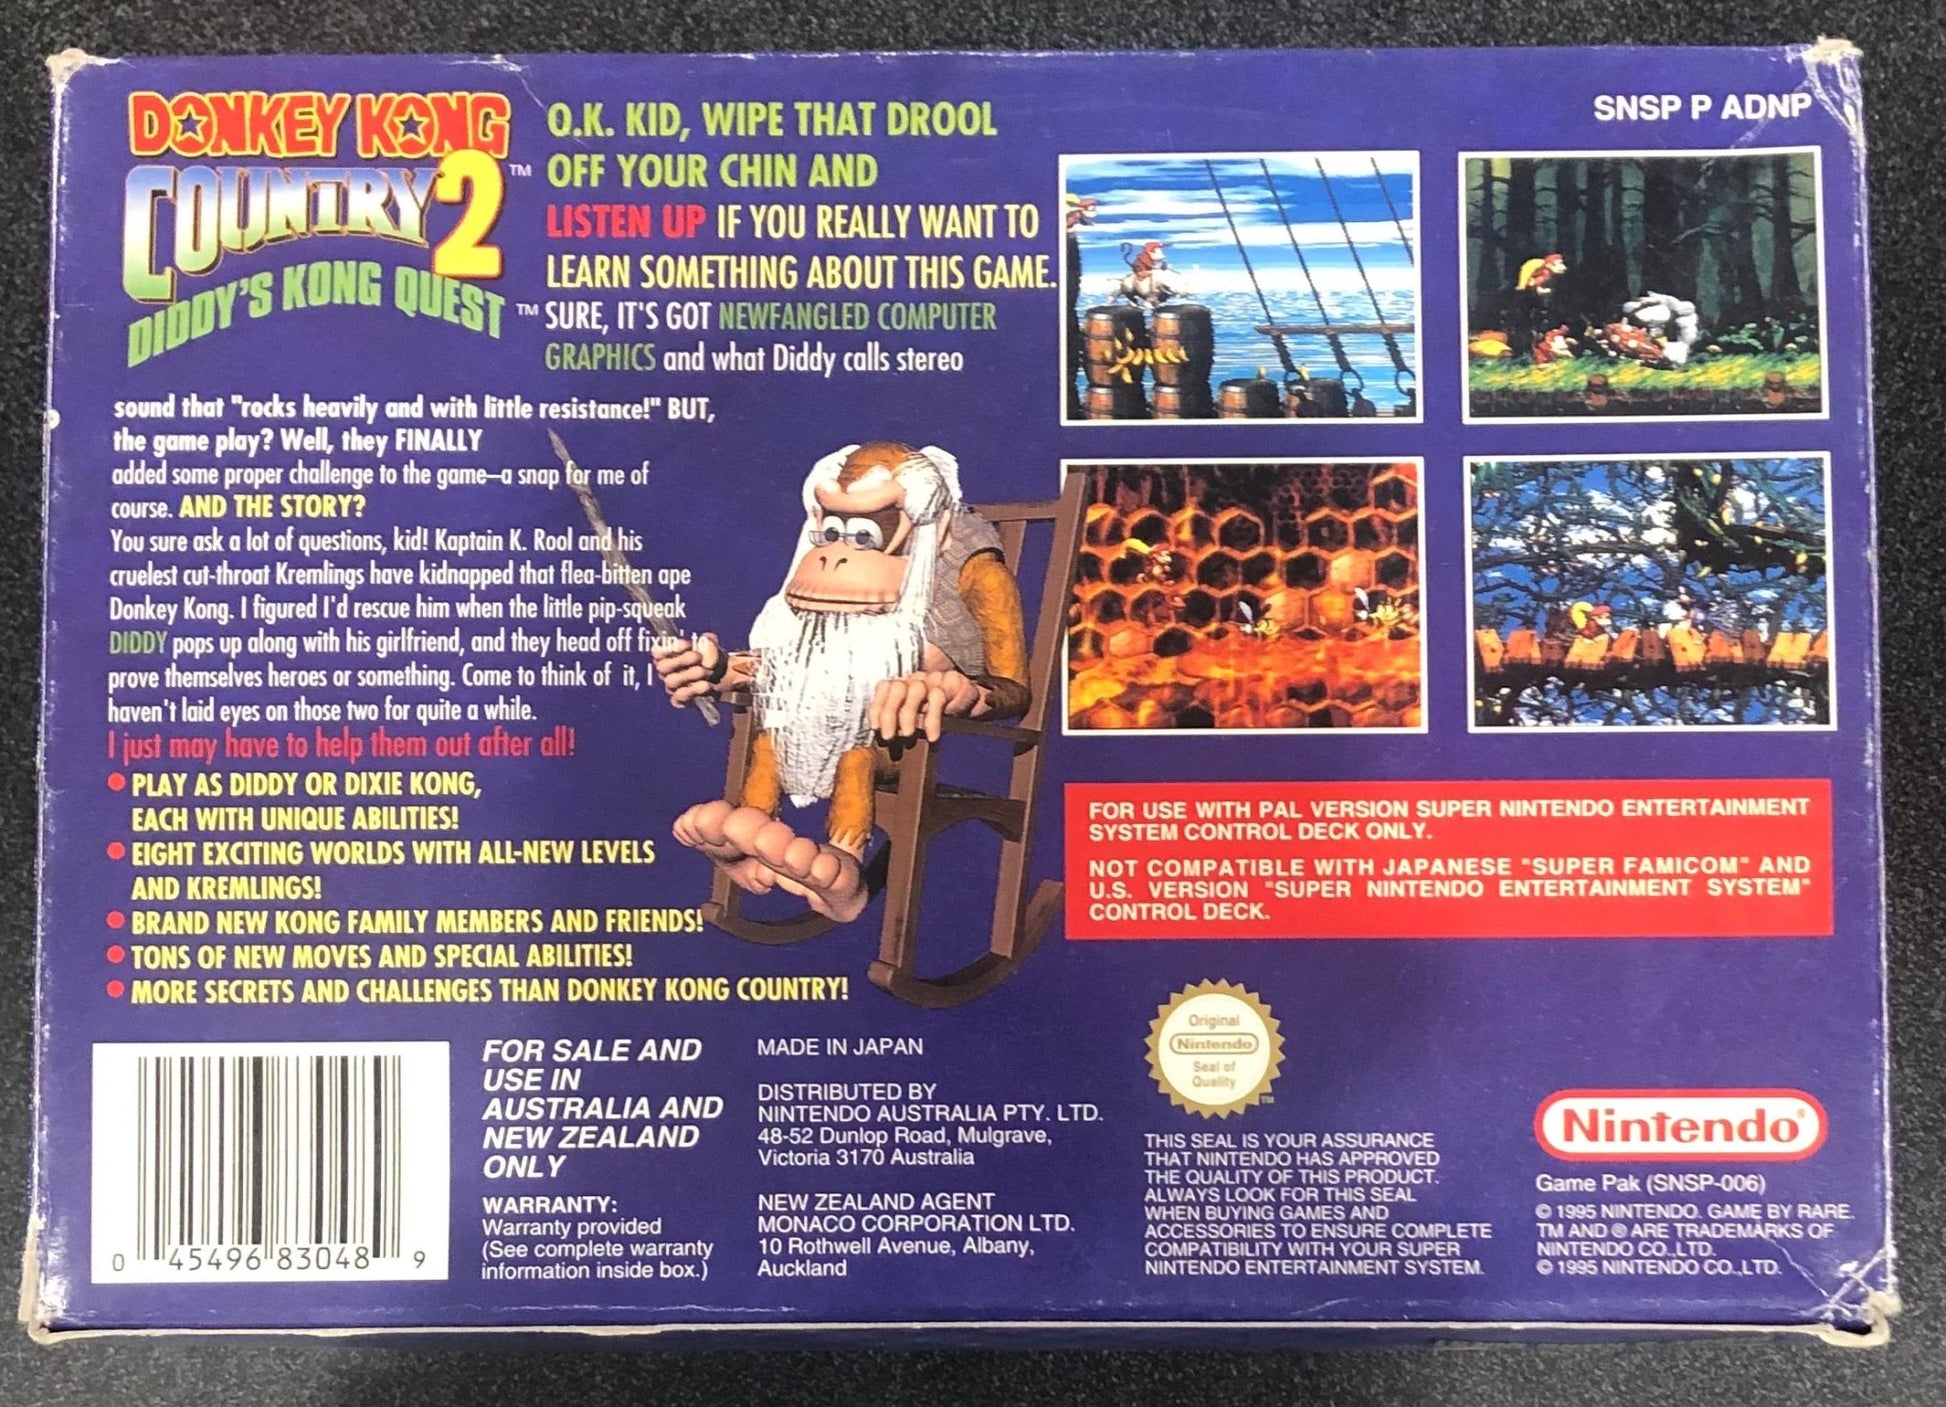 DONKEY KONG
COUNTRY 2 ™
DIDDY'S KONG QUEST ™
O.K. KID, WIPE THAT DROOL
OFF YOUR CHIN AND
LISTEN UP IF YOU REALLY WANT TO
LEARN SOMETHING ABOUT THIS GAME.
SURE, IT'S GOT NEWFANGLED COMPUTER
GRAPHICS and what Diddy calls stereo
sound that "rocks heavily and with little resistance!" BUT,
the game play? Well, they FINALLY
added some proper challenge to the game—a snap for me of
course. AND THE STORY?
You sure ask a lot of questions, kid! Kaptain K. Rool and his
cruelest cut-throat Kremlings have kidnapped that flea-bitten ape
Donkey Kong. I figured I'd rescue him when the little pip-squeak
DIDDY pops up along with his girlfriend, and they head off fixin' to
prove themselves heroes or something. Come to think of it, I
haven't laid eyes on those two for quite a while.
I just may have to help them out after all!
• PLAY AS DIDDY OR DIXIE KONG,
EACH WITH UNIQUE ABILITIES!
• EIGHT EXCITING WORLDS WITH ALL-NEW LEVELS
AND KREMLINGS!
• BRAND NEW KONG FAMILY MEMBERS AND FRIENDS!
• TONS OF NEW MOVES AND SPECIAL ABILITIES!
• MORE SECRETS AND CHALLENGES THAN DONKEY KONG COUNTRY!
SNSP P ADNP
FOR USE WITH PAL VERSION SUPER NINTENDO ENTERTAINMENT
SYSTEM CONTROL DECK ONLY.
NOT COMPATIBLE WITH JAPANESE "SUPER FAMICOM" AND
U.S. VERSION "SUPER NINTENDO ENTERTAINMENT SYSTEM"
CONTROL DECK.
0 45496 83048 9
FOR SALE AND
USE IN
AUSTRALIA AND
NEW ZEALAND
ONLY
WARRANTY:
Warranty provided
(See complete warranty
information inside box.)
MADE IN JAPAN
DISTRIBUTED BY
NINTENDO AUSTRALIA PTY. LTD.
48-52 Dunlop Road, Mulgrave,
Victoria 3170 Australia
NEW ZEALAND AGENT
MONACO CORPORATION LTD.
10 Rothwell Avenue, Albany,
Auckland
Original
Nintendo
Seal of
Quality
TM
THIS SEAL IS YOUR ASSURANCE
THAT NINTENDO HAS APPROVED
THE QUALITY OF THIS PRODUCT.
ALWAYS LOOK FOR THIS SEAL
WHEN BUYING GAMES AND
ACCESSORIES TO ENSURE COMPLETE
COMPATIBILITY WITH YOUR SUPER
NINTENDO ENTERTAINMENT SYSTEM.
Nintendo®
Game Pak (SNSP-006)
© 1995 NINTENDO. GAME BY RARE.
TM AND ® ARE TRADEMARKS OF
NINTENDO CO.,LTD.
© 1995 NINTENDO CO.,LTD.